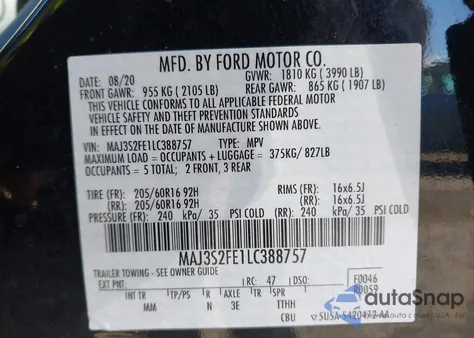 MFD. BY FORD MOTOR CO.
DATE: 08/20 GVWR: 1810 KG (3990 LB)
FRONT GAWR: 955 KG (2105 LB) REAR GAWR: 865 KG (1907 LB)
THIS VEHICLE CONFORMS TO ALL APPLICABLE FEDERAL MOTOR
VEHICLE SAFETY AND THEFT PREVENTION STANDARDS IN
EFFECT ON THE DATE OF MANUFACTURE SHOWN ABOVE.
VIN: MAJ3S2FE1LC388757 TYPE: MPV
MAXIMUM LOAD = OCCUPANTS + LUGGAGE = 375KG/ 827LB
OCCUPANTS = 5 TOTAL; 2 FRONT, 3 REAR
TIRE (FR): 205/60R16 92H RIMS (FR): 16x6.5J
(RR): 205/60R16 92H (RR): 16x6.5J
PRESSURE (FR): 240 kPa/ 35 PSI COLD (RR): 240 kPa/ 35 PSI COLD
MAJ3S2FE1LC388757
TRAILER TOWING - SEE OWNER GUIDE
EXT PNT: RC: 47 DSO: F0046
R0059
INT TR TP/PS R AXLE TR SPR
MM N 3E TTHH
CBU SU5A-5420472-AA
autoSnap